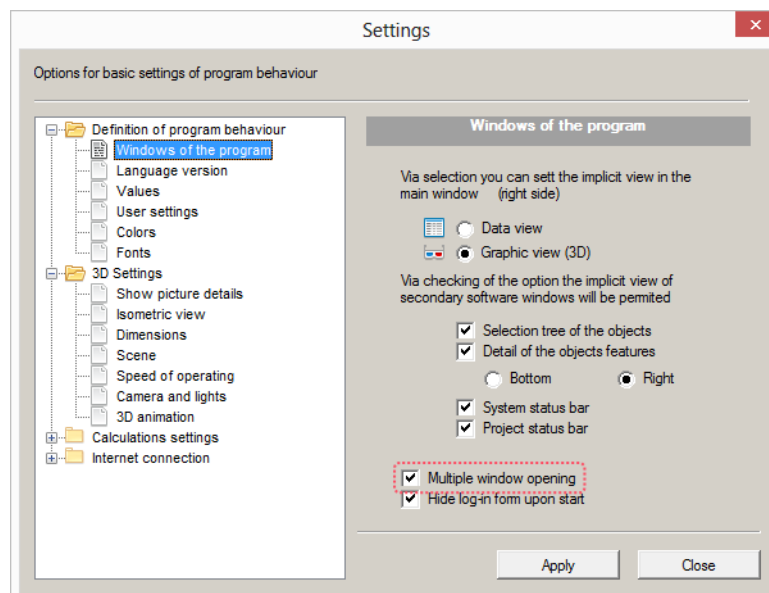 Settings
Options for basic settings of program behaviour
Definition of program behaviour
Windows of the program
Language version
Values
User settings
Colors
Fonts
3D Settings
Show picture details
Isometric view
Dimensions
Scene
Speed of operating
Camera and lights
3D animation
Calculations settings
Internet connection
Windows of the program
Via selection you can sett the implicit view in the
main window (right side)
Data view
Graphic view (3D)
Via checking of the option the implicit view of
secondary software windows will be permited
Selection tree of the objects
Detail of the objects features
Bottom Right
System status bar
Project status bar
Multiple window opening
Hide log-in form upon start
Apply Close